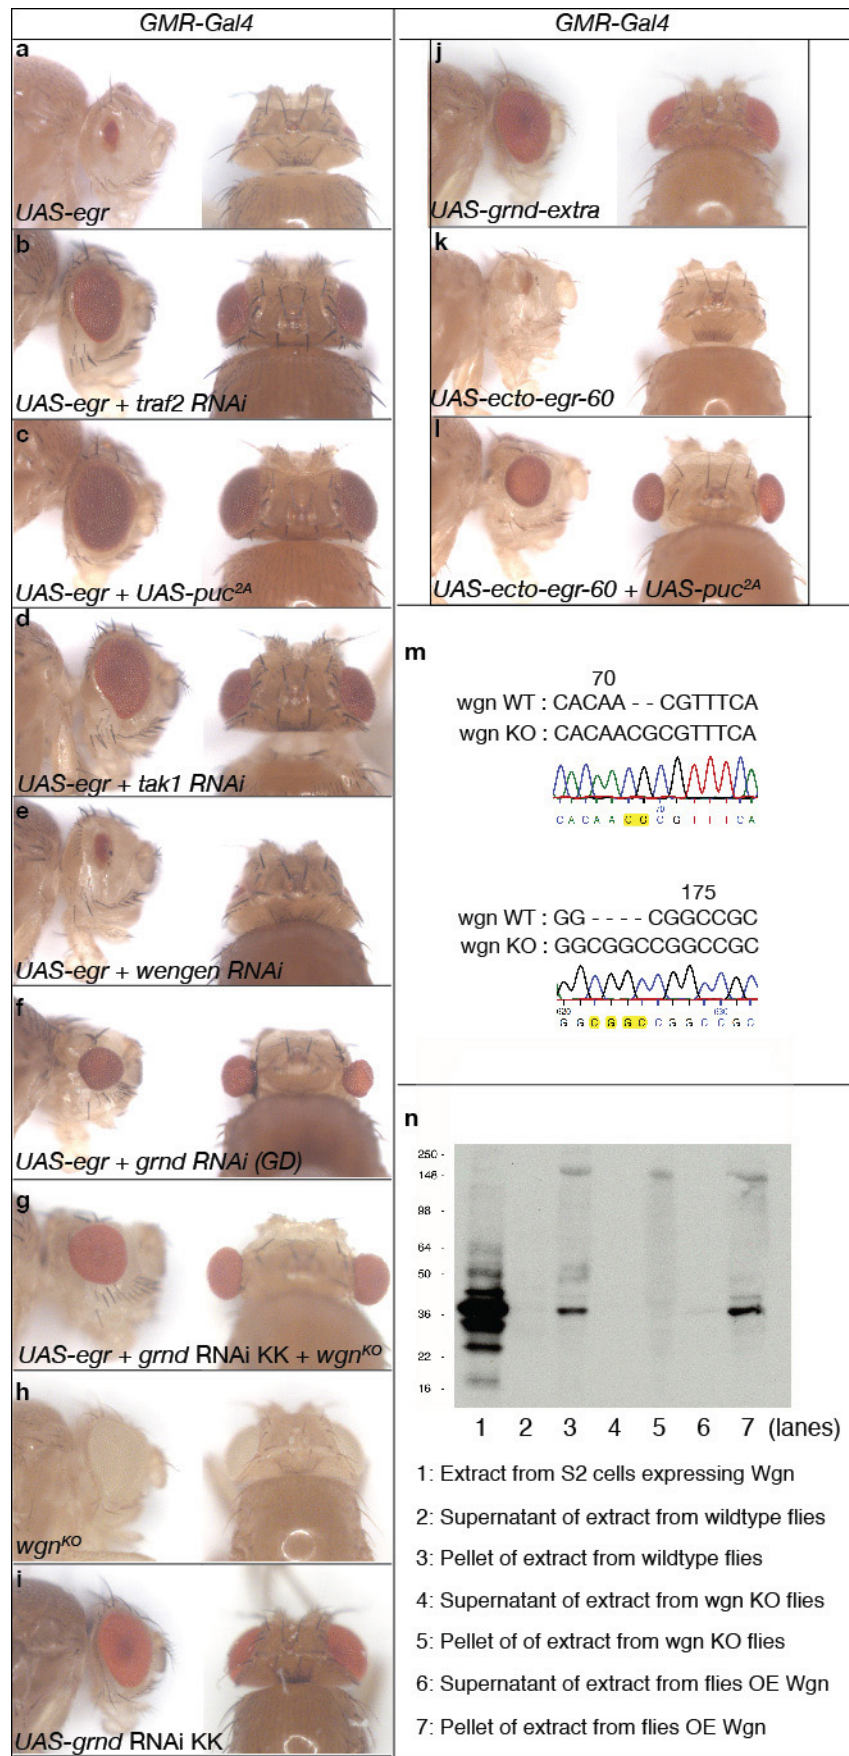 GMR-Gal4
a
UAS-egr
b
UAS-egr + traf2 RNAi
c
UAS-egr + UAS-puc2A
d
UAS-egr + tak1 RNAi
e
UAS-egr + wengen RNAi
f
UAS-egr + grnd RNAi (GD)
g
UAS-egr + grnd RNAi KK + wgnKO
h
wgnKO
i
UAS-grnd RNAi KK
GMR-Gal4
j
UAS-grnd-extra
k
UAS-ecto-egr-60
l
UAS-ecto-egr-60 + UAS-puc2A
m
70
wgn WT : CACAA - - CGTTTCA
wgn KO : CACAACGCGTTTCA
70
C A C A A C G C G T T T C A
175
wgn WT : GG - - - - CGGCCGC
wgn KO : GGCGGCCGGCCGC
620 630
G G C G G C C G G C C G C
n
250 -
148 -
98 -
64 -
50 -
36 -
22 -
16 -
1 2 3 4 5 6 7 (lanes)
1: Extract from S2 cells expressing Wgn
2: Supernatant of extract from wildtype flies
3: Pellet of extract from wildtype flies
4: Supernatant of extract from wgn KO flies
5: Pellet of of extract from wgn KO flies
6: Supernatant of extract from flies OE Wgn
7: Pellet of extract from flies OE Wgn